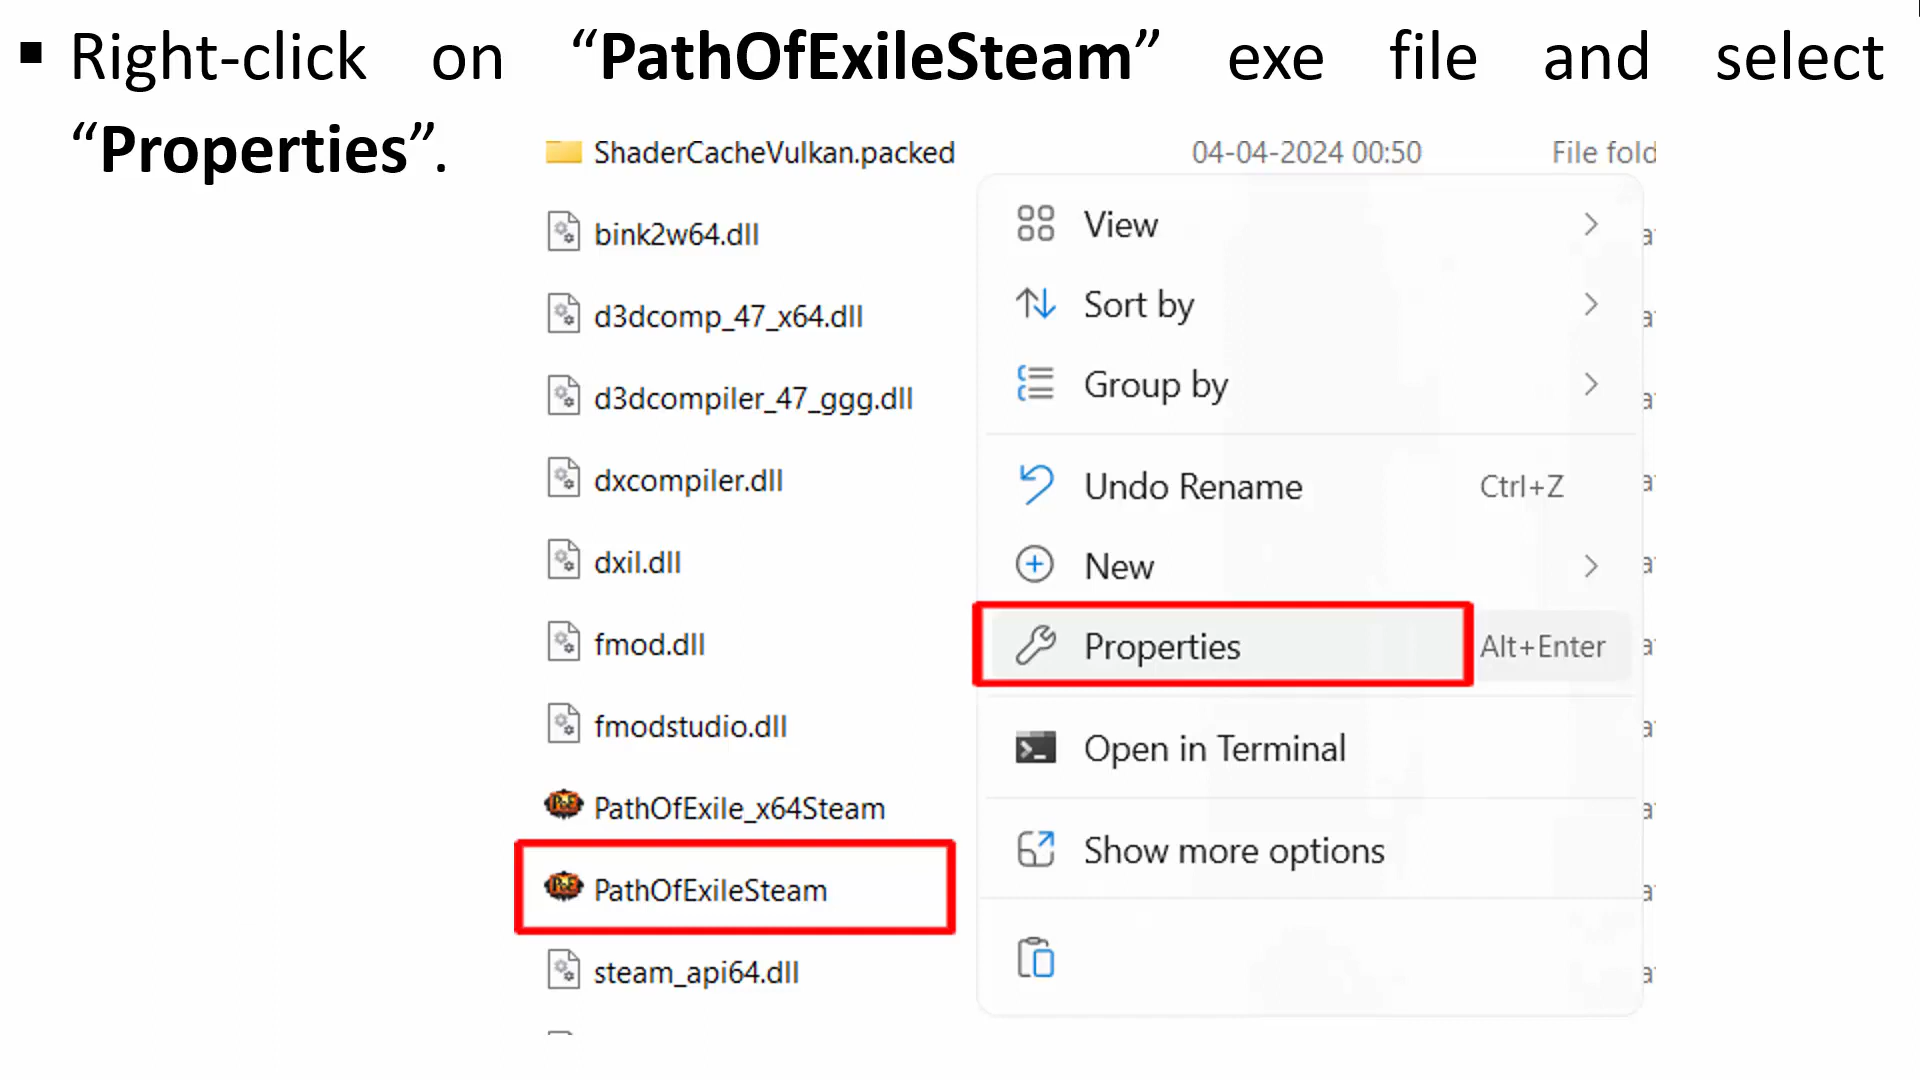 ▪ Right-click on “PathOfExileSteam” exe file and select
“Properties”.
ShaderCacheVulkan.packed 04-04-2024 00:50 File fold
bink2w64.dll
d3dcomp_47_x64.dll
d3dcompiler_47_ggg.dll
dxcompiler.dll
dxil.dll
fmod.dll
fmodstudio.dll
PathOfExile_x64Steam
PathOfExileSteam
steam_api64.dll
View
Sort by
Group by
Undo Rename Ctrl+Z
New
Properties Alt+Enter
Open in Terminal
Show more options